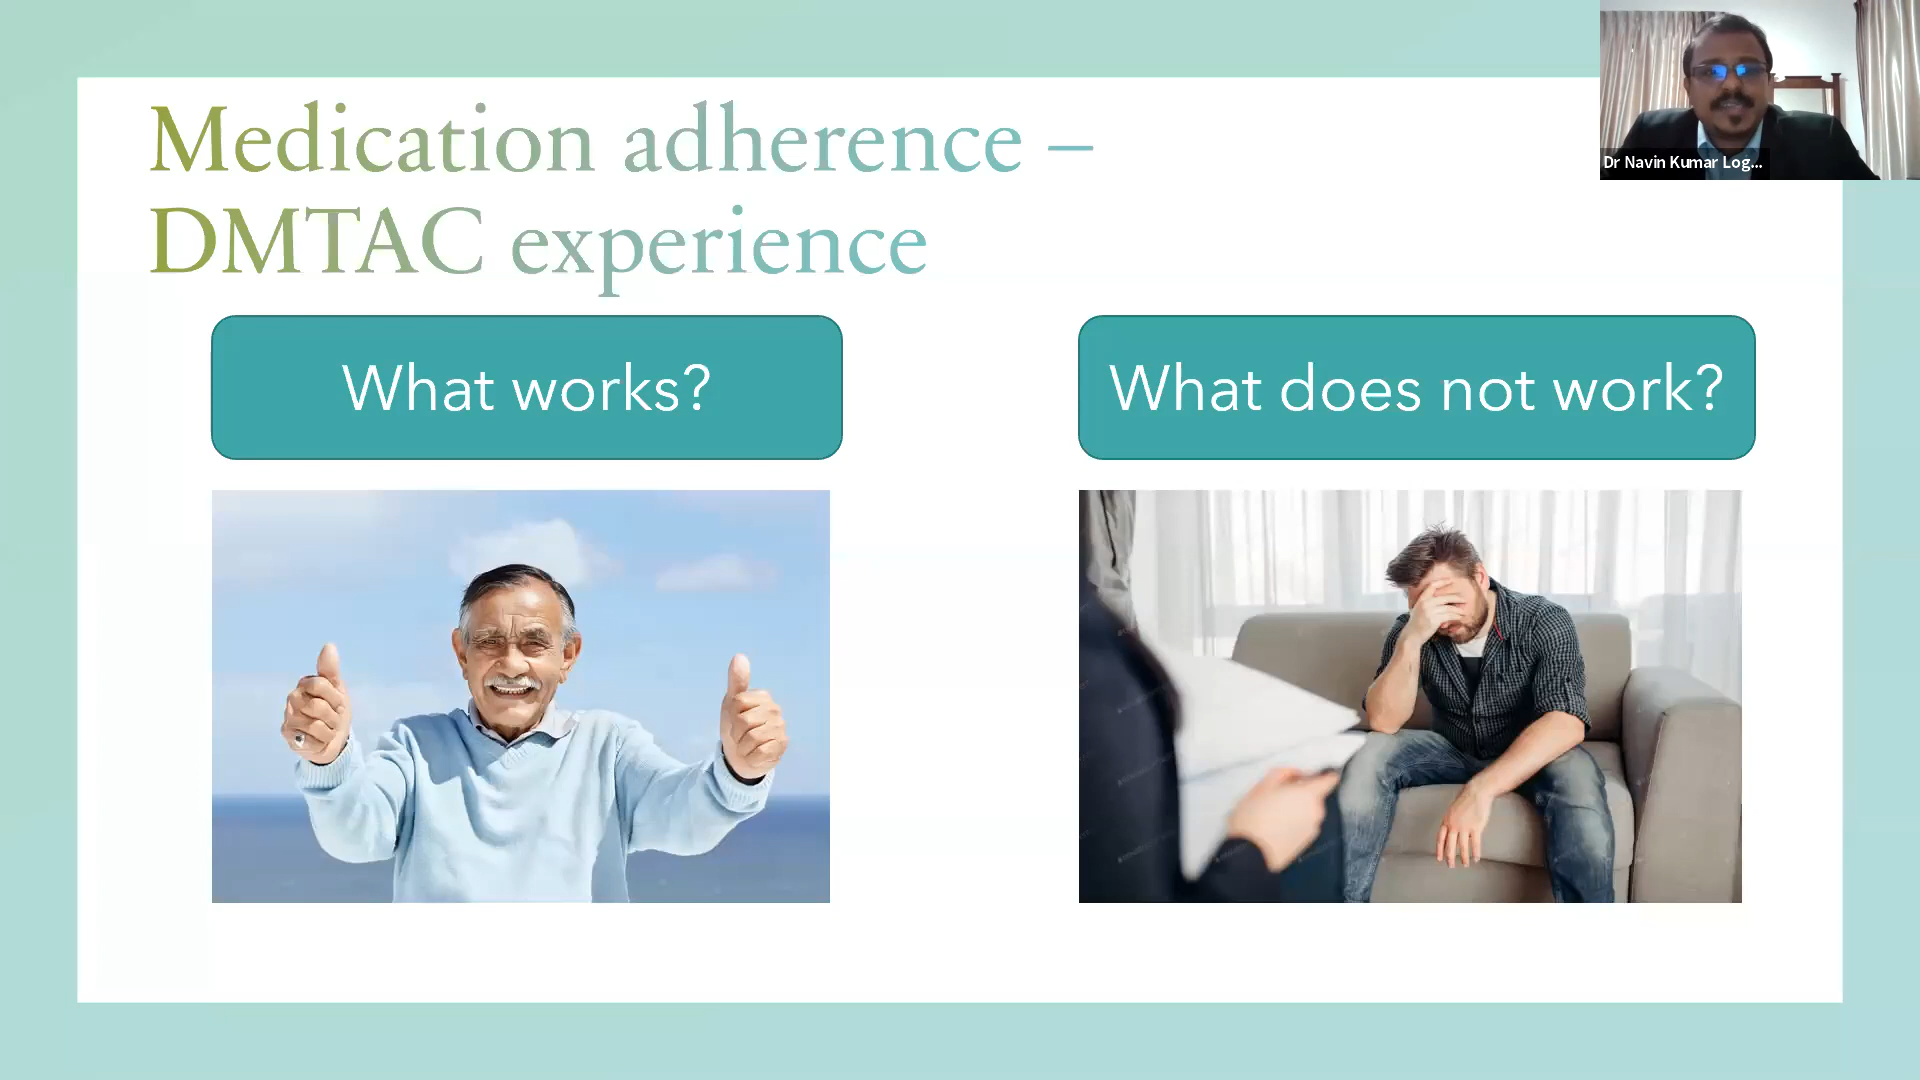 Medication adherence –
DMTAC experience
What works?
What does not work?
Dr Navin Kumar Log...